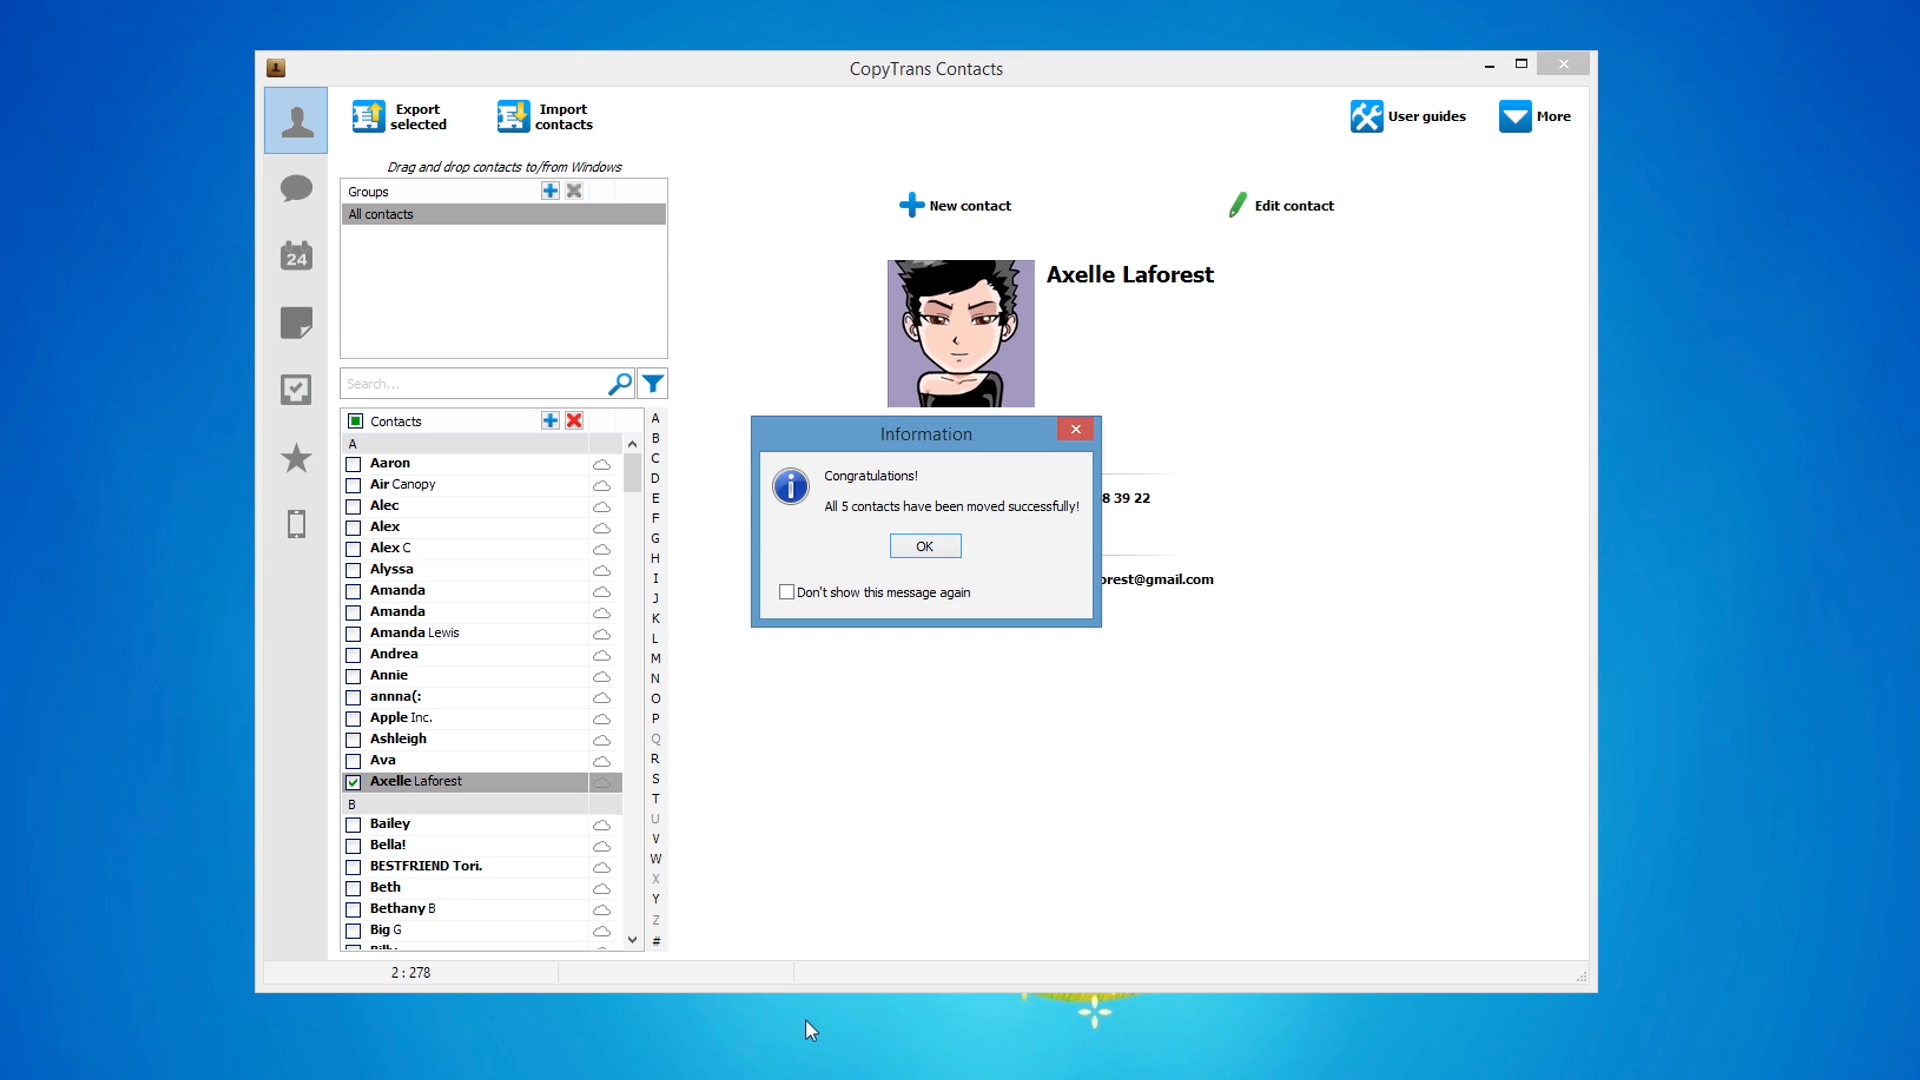 CopyTrans Contacts
Export
selected
Import
contacts
User guides
More
Drag and drop contacts to/from Windows
Groups
All contacts
24
New contact
Edit contact
Axelle Laforest
Search...
Contacts
A
Aaron
Air Canopy
Alec
Alex
Alex C
Alyssa
Amanda
Amanda
Amanda Lewis
Andrea
Annie
annna(:
Apple Inc.
Ashleigh
Ava
Axelle Laforest
B
Bailey
Bella!
BESTFRIEND Tori.
Beth
Bethany B
Big G
A
B
C
D
E
F
G
H
I
J
K
L
M
N
O
P
Q
R
S
T
U
V
W
X
Y
Z
#
Information
Congratulations!
All 5 contacts have been moved successfully!
OK
Don't show this message again
8 39 22
orest@gmail.com
2 : 278